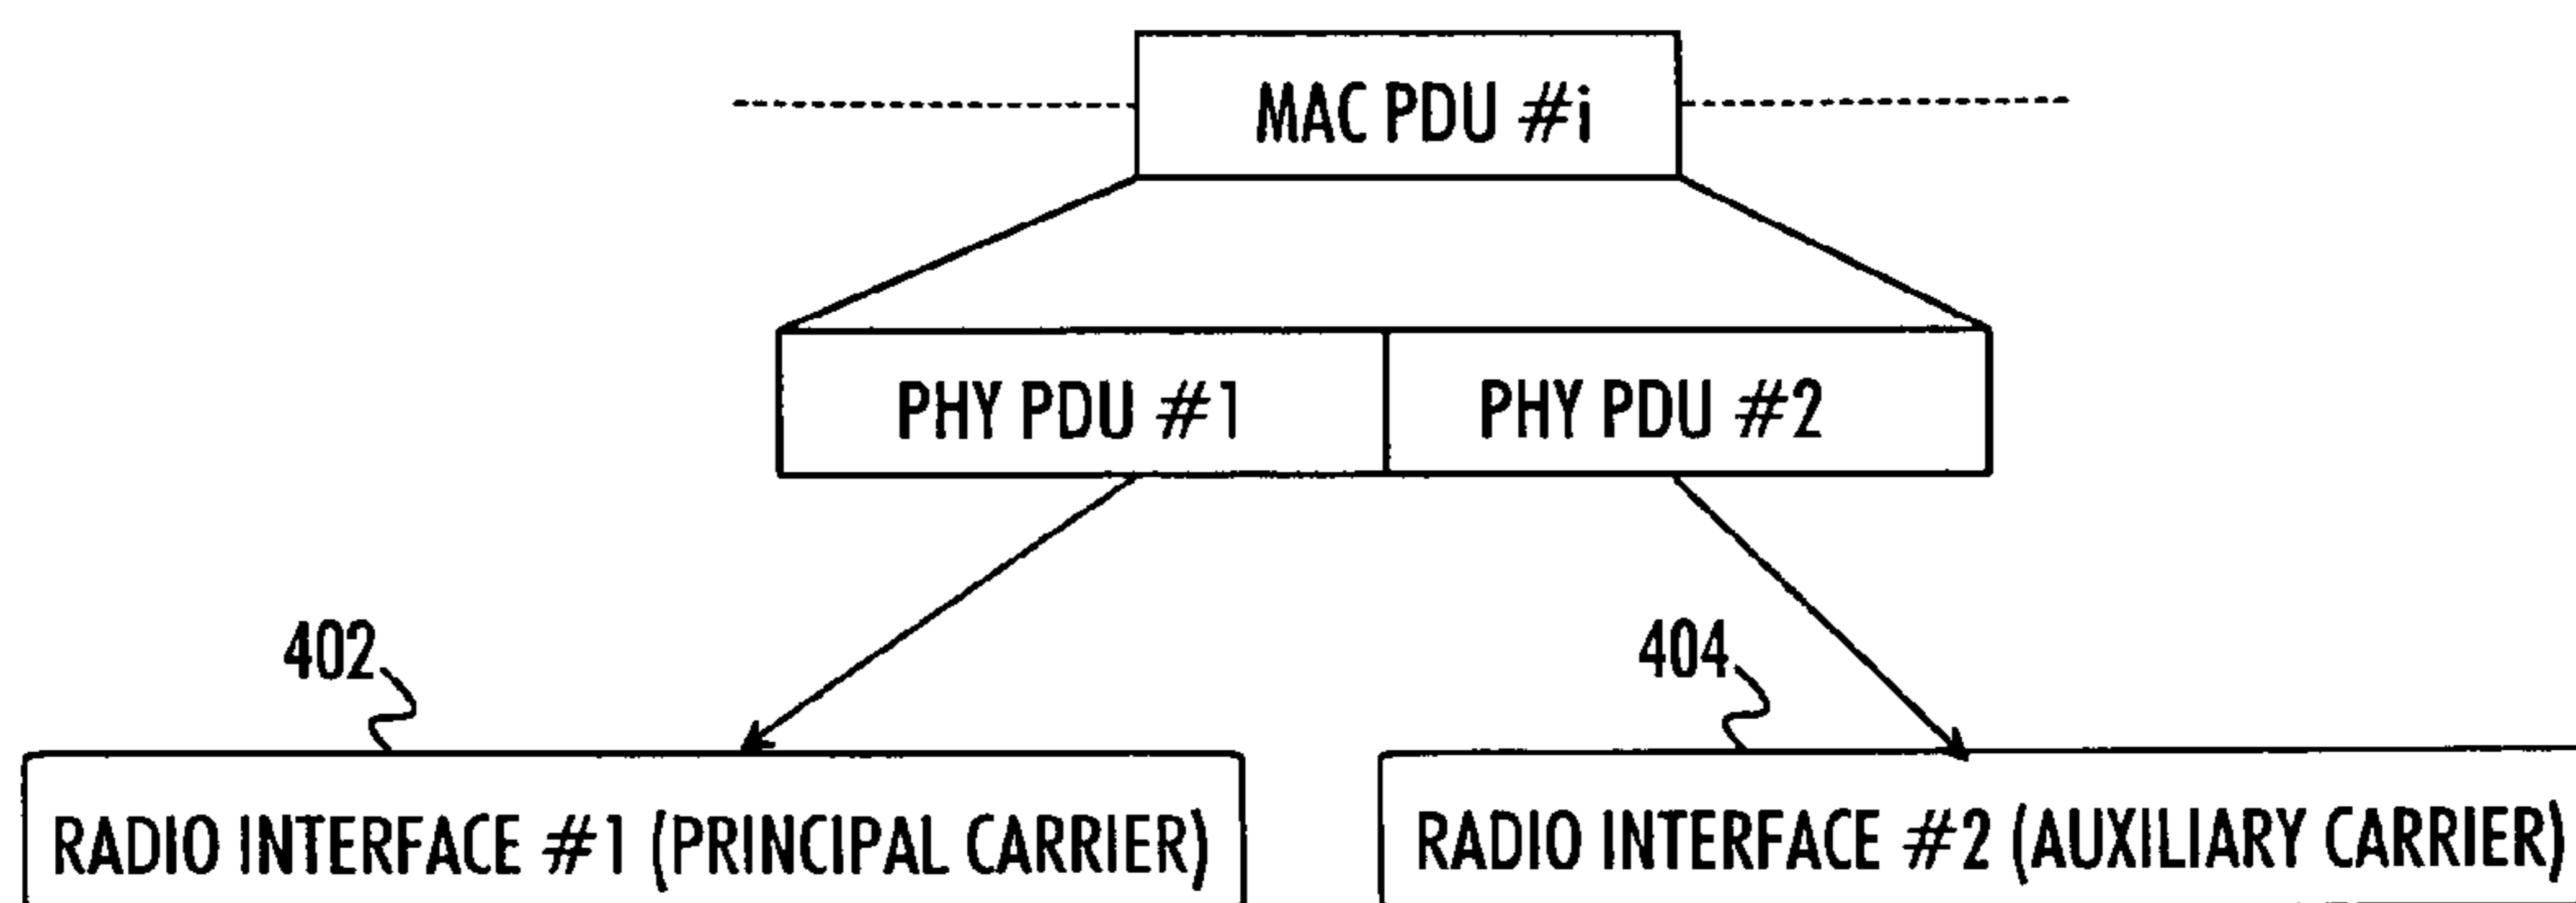 MAC PDU #i
PHY PDU #1
PHY PDU #2
402
404
RADIO INTERFACE #1 (PRINCIPAL CARRIER)
RADIO INTERFACE #2 (AUXILIARY CARRIER)